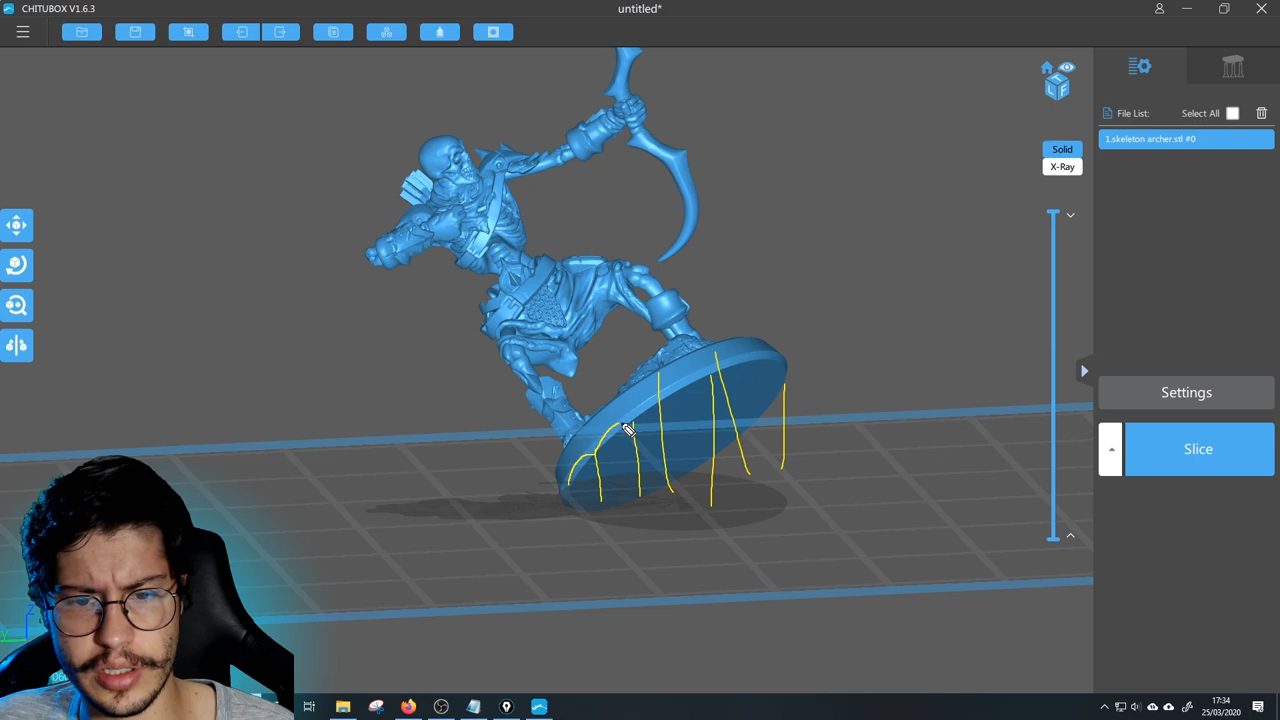 CHITUBOX V1.6.3
untitled*
File List:
Select All
1.skeleton archer.stl #0
Solid
X-Ray
T
L F
Settings
Slice
y
17:34
25/03/2020